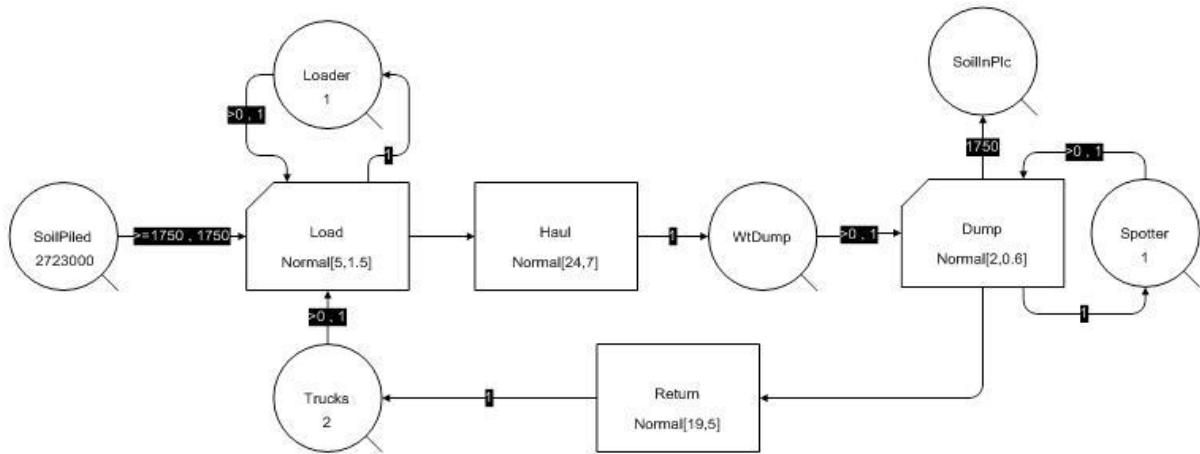 SoilInPlc
Loader
1
>0 , 1
1
1750
>0 , 1
SoilPiled
2723000
>=1750 , 1750
Load
Normal[5,1.5]
Haul
Normal[24,7]
1
WtDump
>0 , 1
Dump
Normal[2,0.6]
Spotter
1
1
>0 , 1
Trucks
2
1
Return
Normal[19,5]